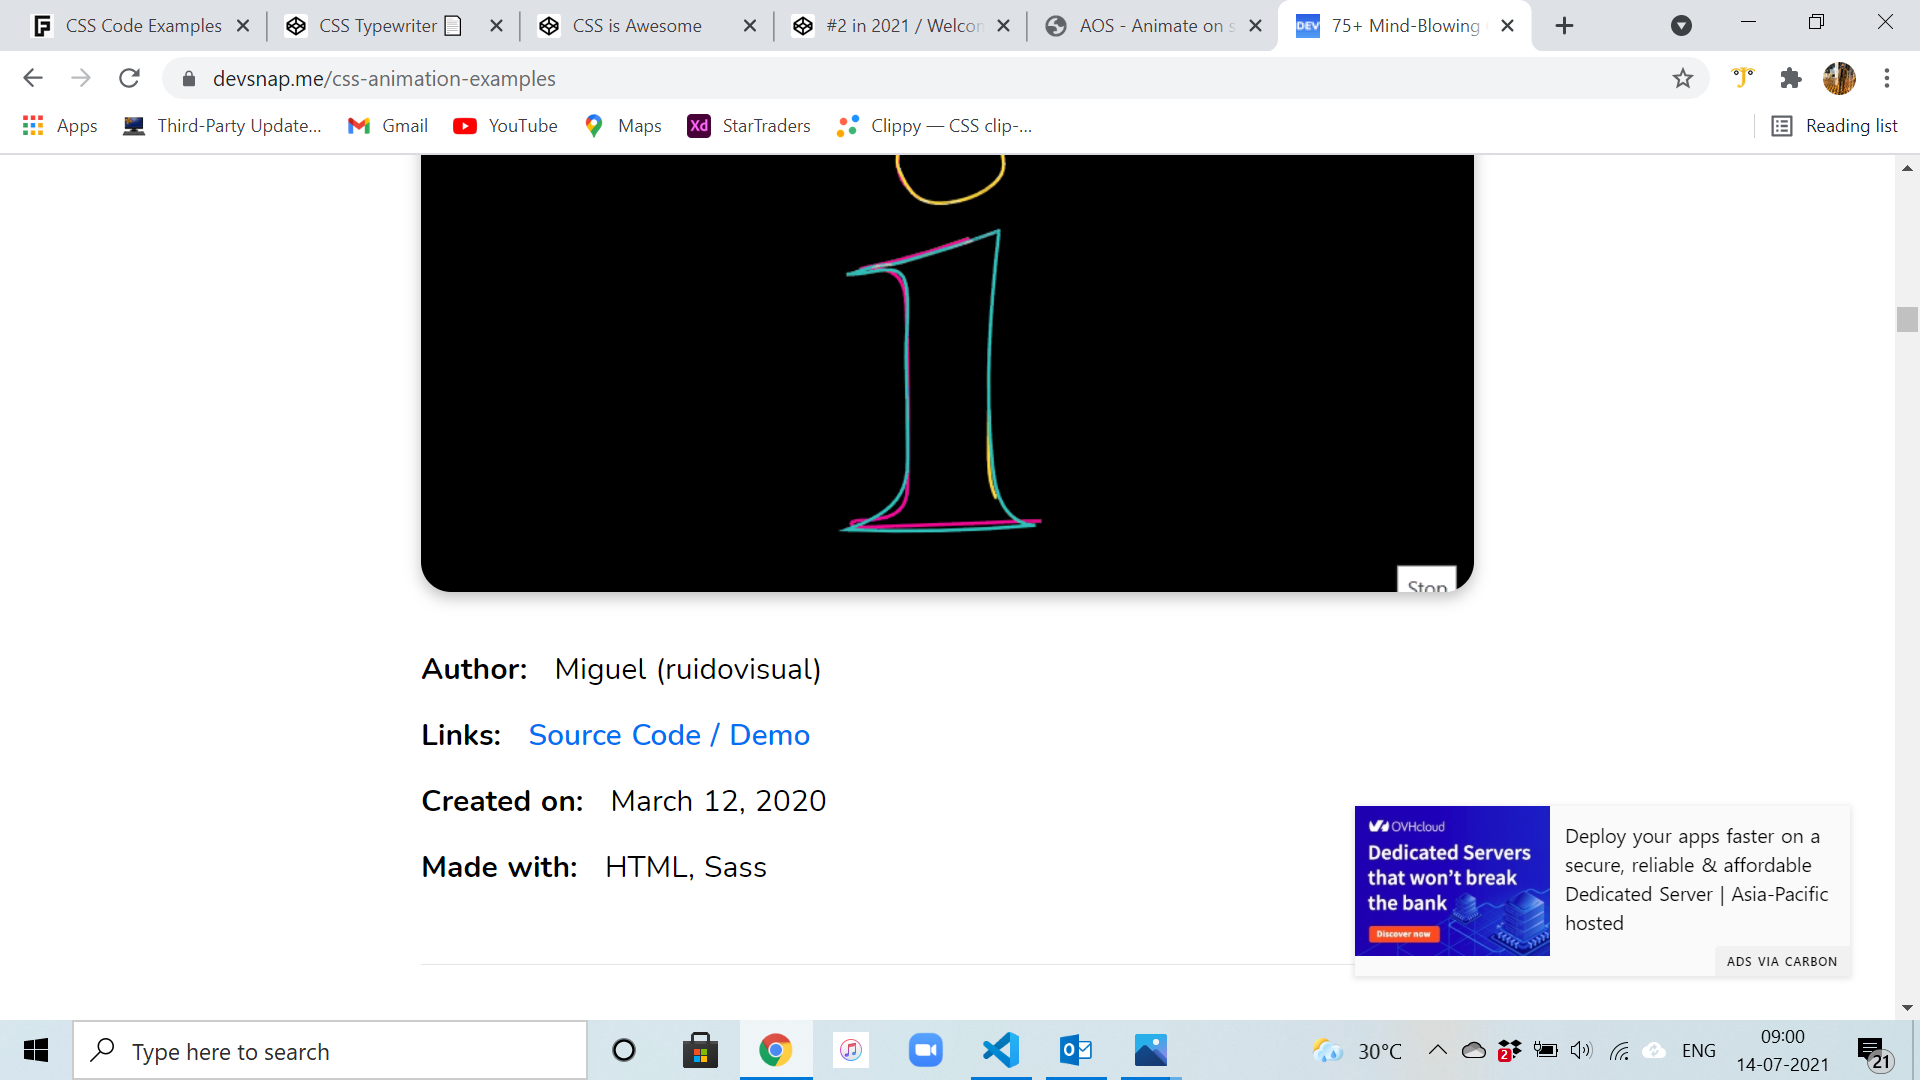 CSS Code Examples
CSS Typewriter
CSS is Awesome
#2 in 2021 / Welcon
AOS - Animate on s
DEV
75+ Mind-Blowing
devsnap.me/css-animation-examples
Apps
Third-Party Update...
Gmail
YouTube
Maps
Xd
StarTraders
Clippy — CSS clip-...
Reading list
i
Stop
Author: Miguel (ruidovisual)
Links: Source Code / Demo
Created on: March 12, 2020
Made with: HTML, Sass
OVHcloud
Dedicated Servers
that won't break
the bank
Discover now
Deploy your apps faster on a
secure, reliable & affordable
Dedicated Server | Asia-Pacific
hosted
ADS VIA CARBON
Type here to search
30°C
2
ENG
09:00
14-07-2021
21